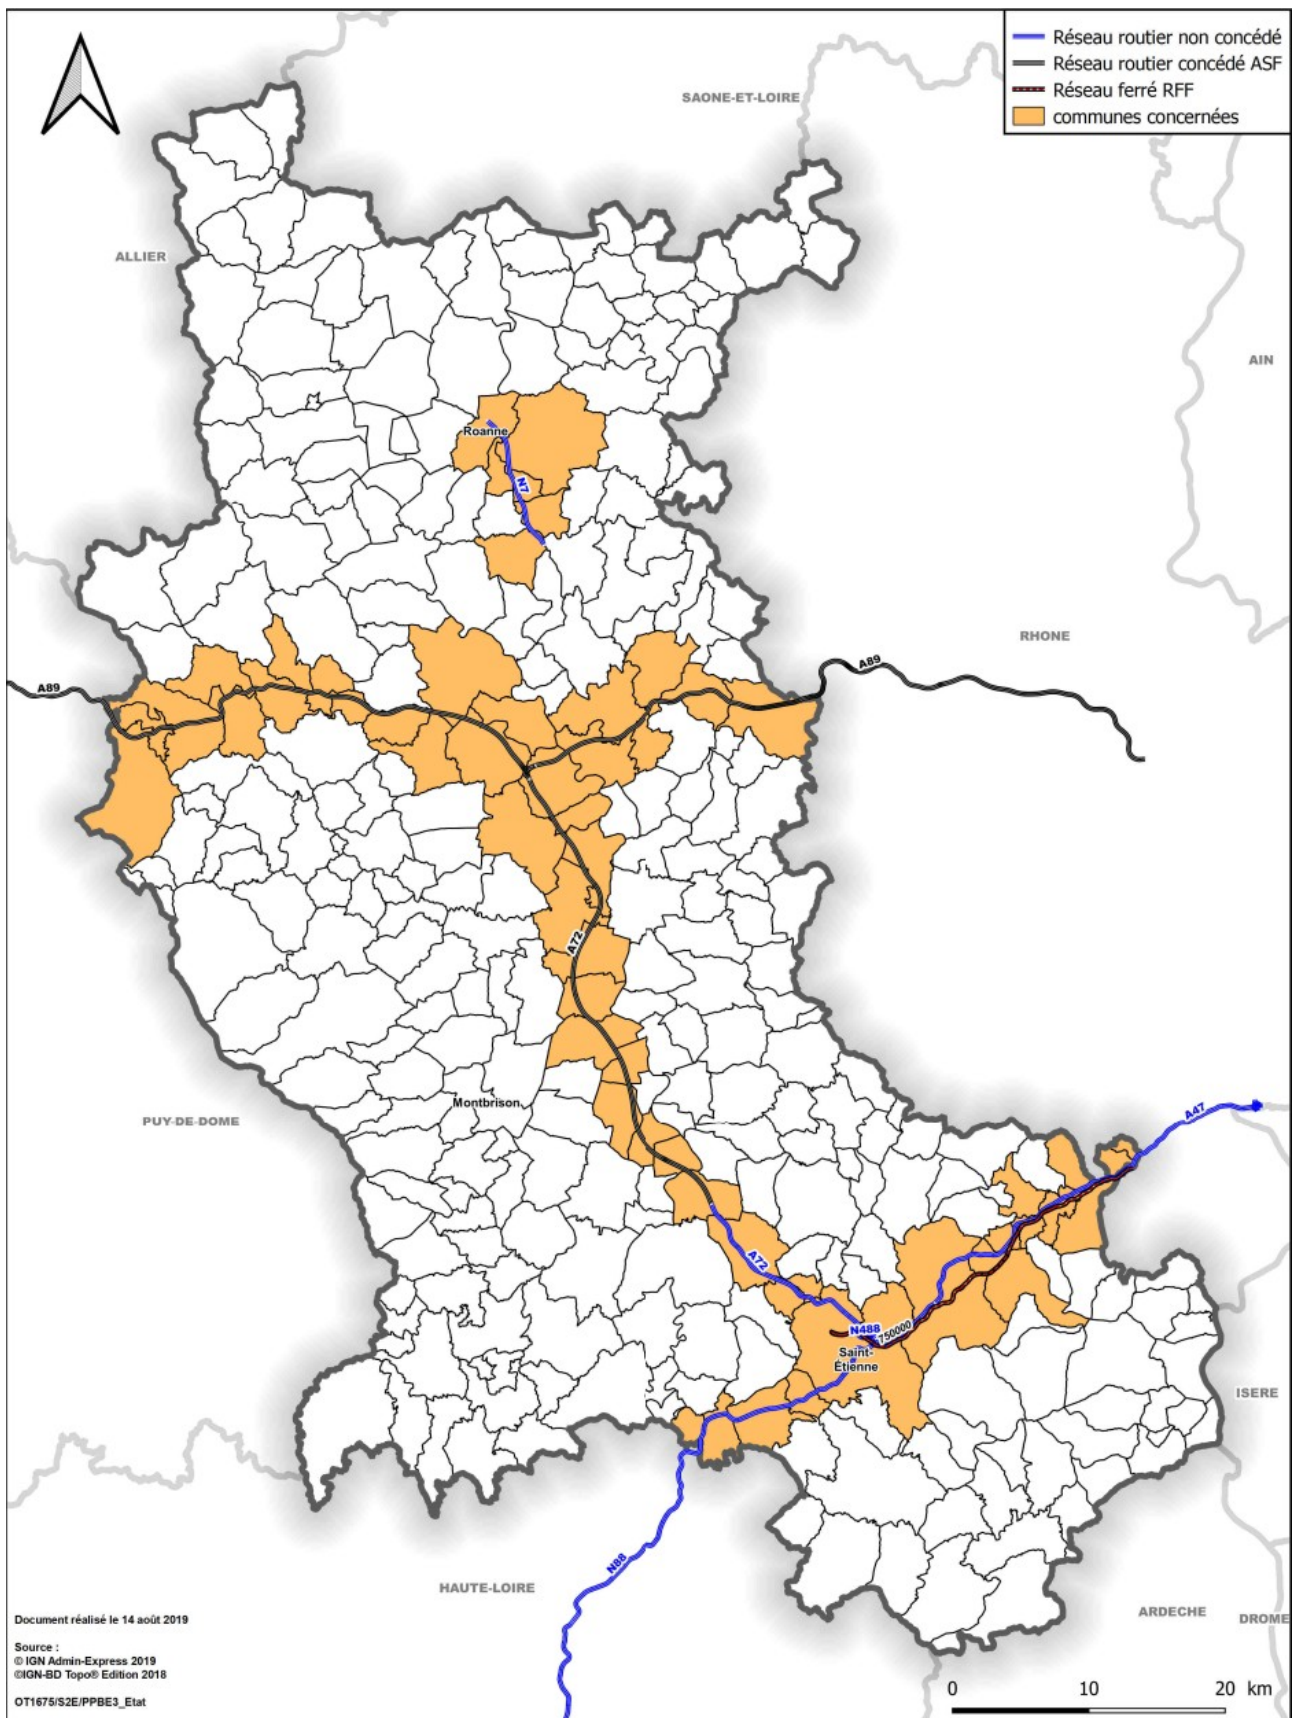 Réseau routier non concédé
Réseau routier concédé ASF
Réseau ferré RFF
communes concernées
SAONE-ET-LOIRE
ALLIER
AIN
Roanne
N7
RHONE
A89
A89
A72
Montbrison
PUY-DE-DOME
A47
A72
N488
750000
Saint-
Étienne
ISERE
N88
HAUTE-LOIRE
ARDECHE
DROME
Document réalisé le 14 août 2019
Source :
© IGN Admin-Express 2019
©IGN-BD Topo® Edition 2018
OT1675/S2E/PPBE3_Etat
0 10 20 km